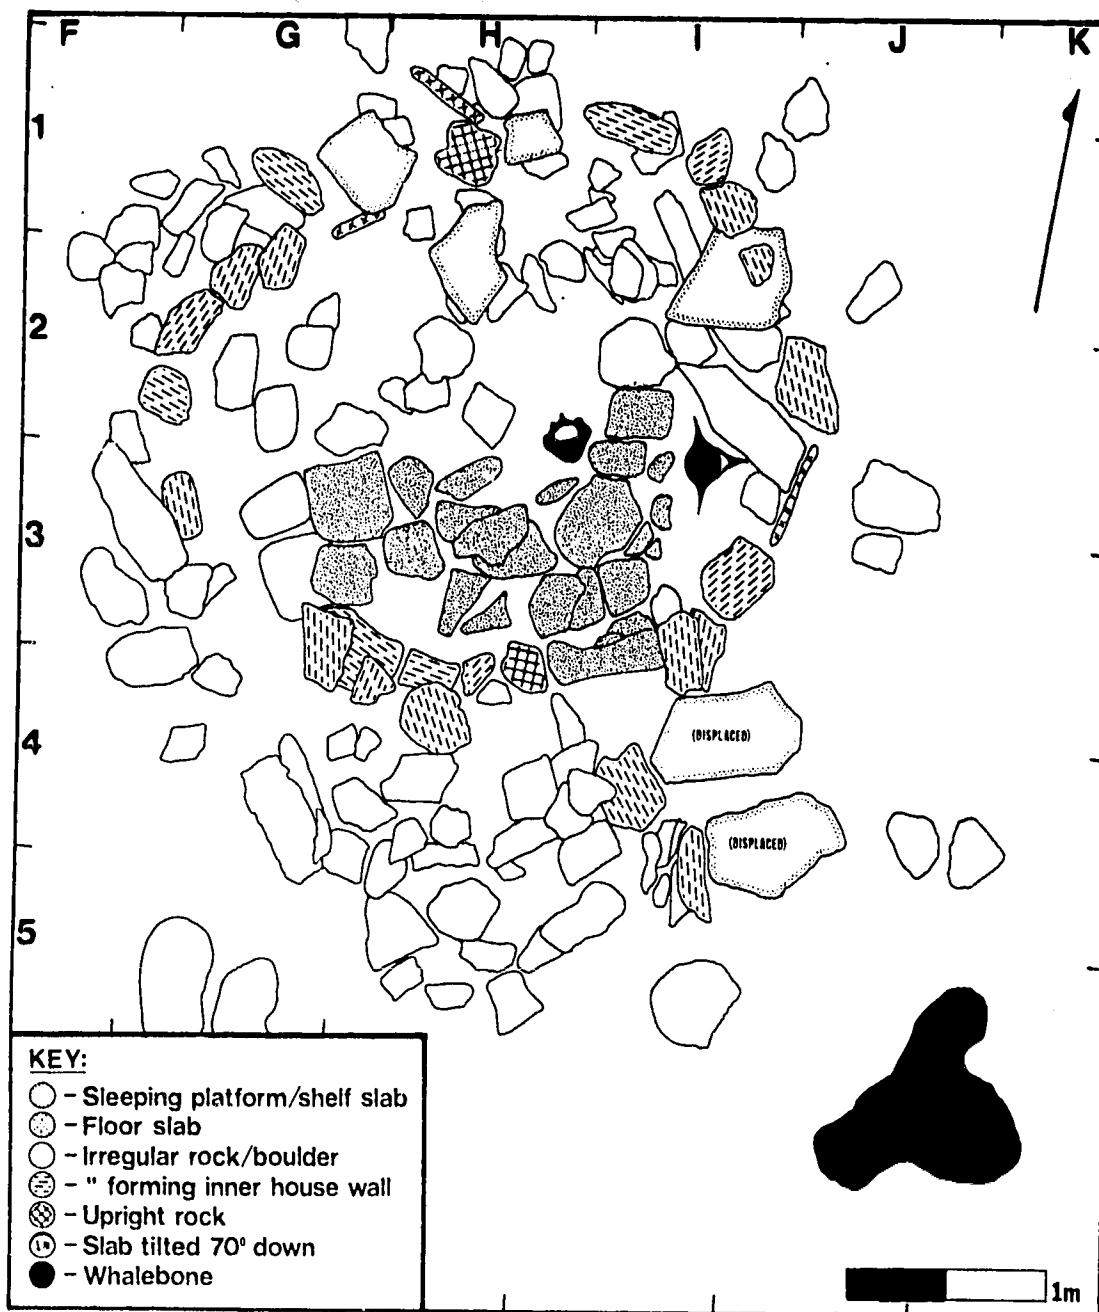 F G H I J K
1
2
3
4
(DISPLACED)
(DISPLACED)
5
KEY:
- Sleeping platform/shelf slab
- Floor slab
- Irregular rock/boulder
- " forming inner house wall
- Upright rock
- Slab tilted 70° down
- Whalebone
1m